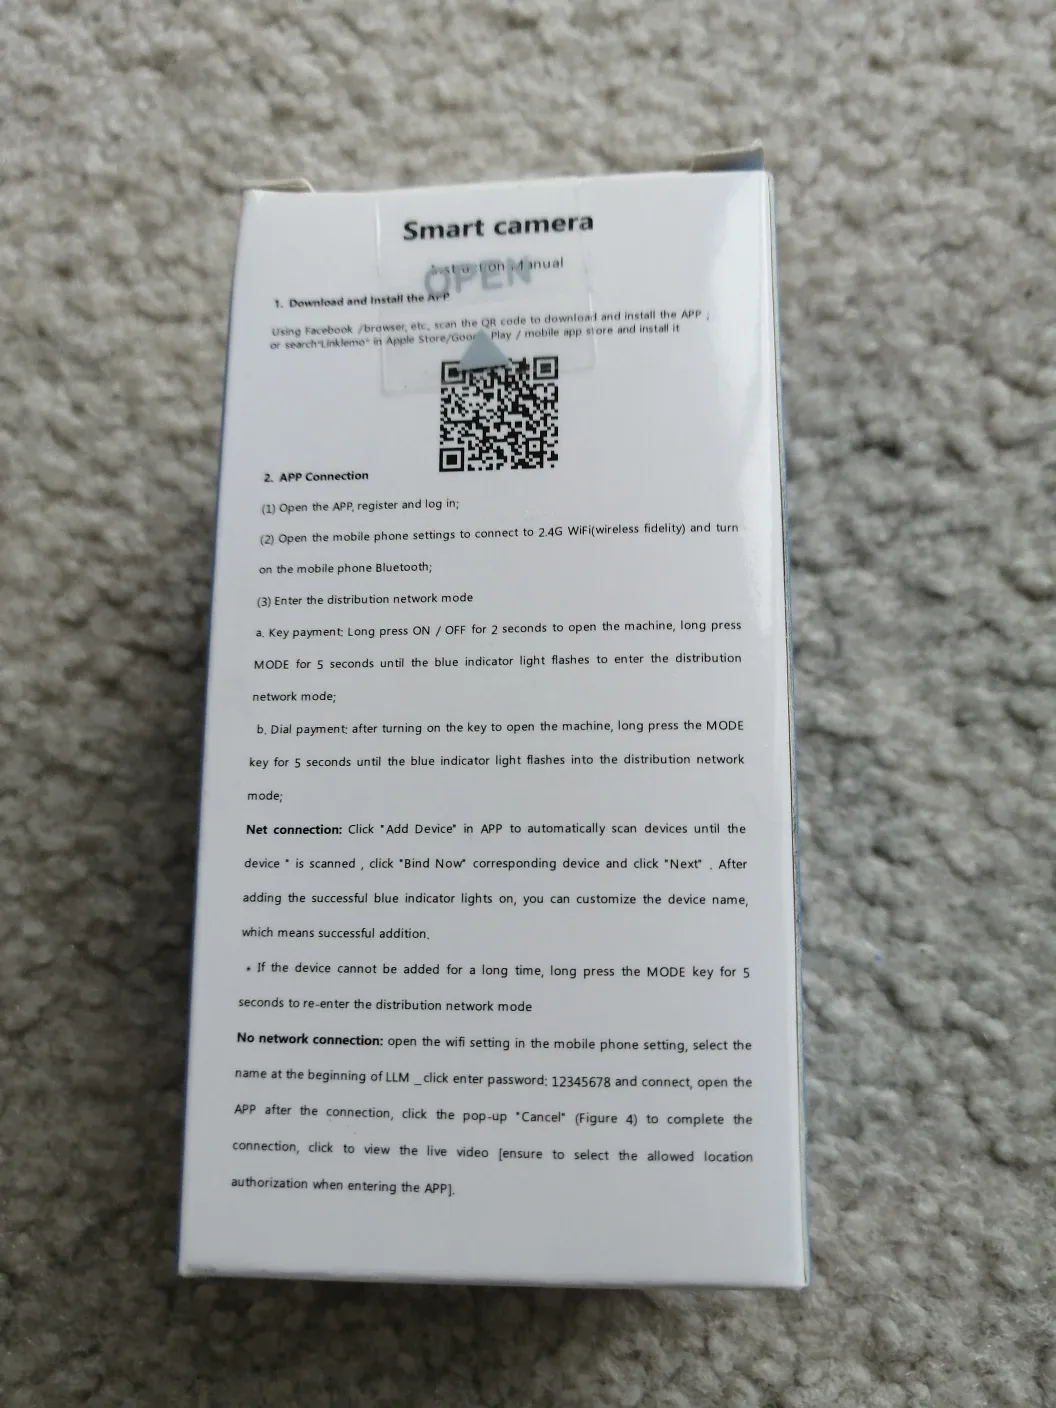 Smart camera
Instruction Manual
OPEN
1. Download and Install the APP
Using Facebook /browser, etc, scan the QR code to download and install the APP ,
or search"Linklemo" in Apple Store/Google Play / mobile app store and install it
2. APP Connection
(1) Open the APP, register and log in;
(2) Open the mobile phone settings to connect to 2.4G WiFi(wireless fidelity) and turn
on the mobile phone Bluetooth;
(3) Enter the distribution network mode
a. Key payment: Long press ON / OFF for 2 seconds to open the machine, long press
MODE for 5 seconds until the blue indicator light flashes to enter the distribution
network mode;
b. Dial payment: after turning on the key to open the machine, long press the MODE
key for 5 seconds until the blue indicator light flashes into the distribution network
mode;
Net connection: Click "Add Device" in APP to automatically scan devices until the
device * is scanned , click "Bind Now" corresponding device and click "Next" . After
adding the successful blue indicator lights on, you can customize the device name,
which means successful addition.
* If the device cannot be added for a long time, long press the MODE key for 5
seconds to re-enter the distribution network mode
No network connection: open the wifi setting in the mobile phone setting, select the
name at the beginning of LLM _ click enter password: 12345678 and connect, open the
APP after the connection, click the pop-up "Cancel" (Figure 4) to complete the
connection, click to view the live video [ensure to select the allowed location
authorization when entering the APP].